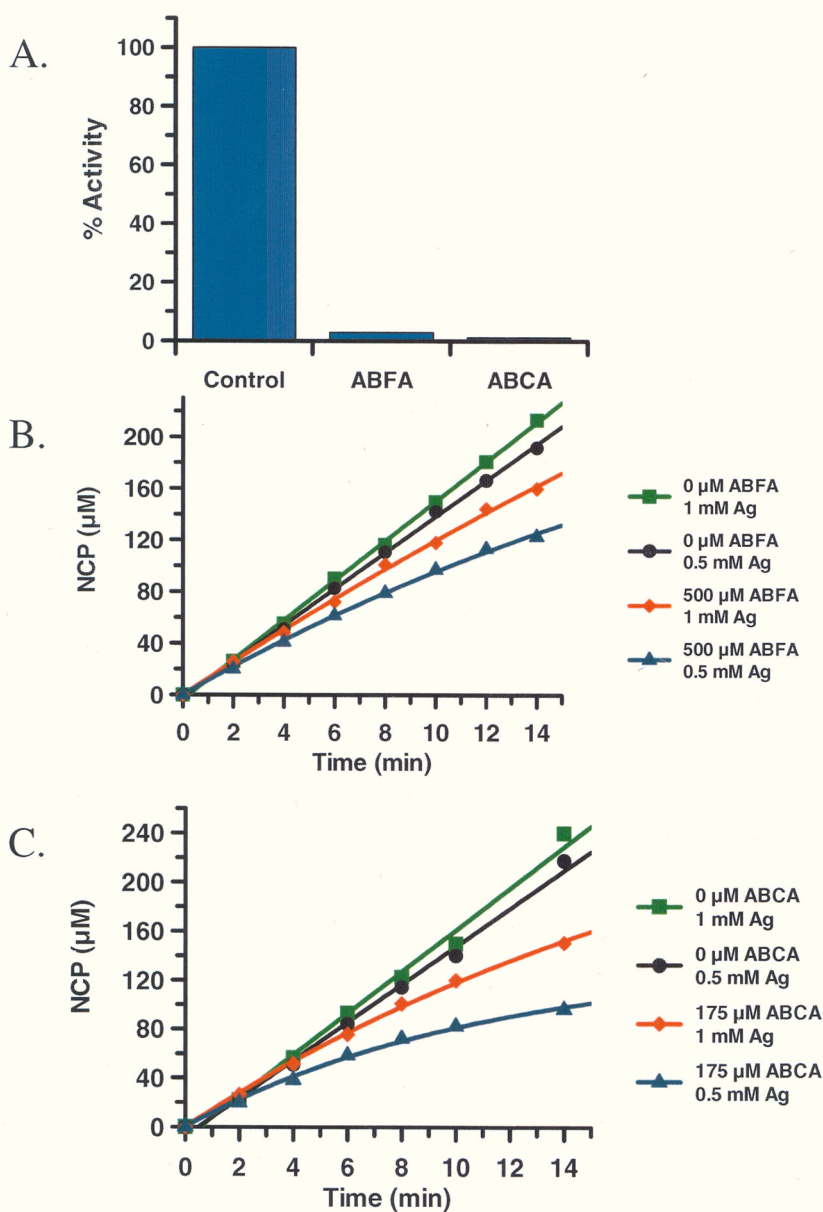 A.
% Activity
100
80
60
40
20
0
Control ABFA ABCA
B.
NCP (µM)
200
160
120
80
40
0
0 2 4 6 8 10 12 14
Time (min)
0 µM ABFA
1 mM Ag
0 µM ABFA
0.5 mM Ag
500 µM ABFA
1 mM Ag
500 µM ABFA
0.5 mM Ag
C.
NCP (µM)
240
200
160
120
80
40
0
0 2 4 6 8 10 12 14
Time (min)
0 µM ABCA
1 mM Ag
0 µM ABCA
0.5 mM Ag
175 µM ABCA
1 mM Ag
175 µM ABCA
0.5 mM Ag